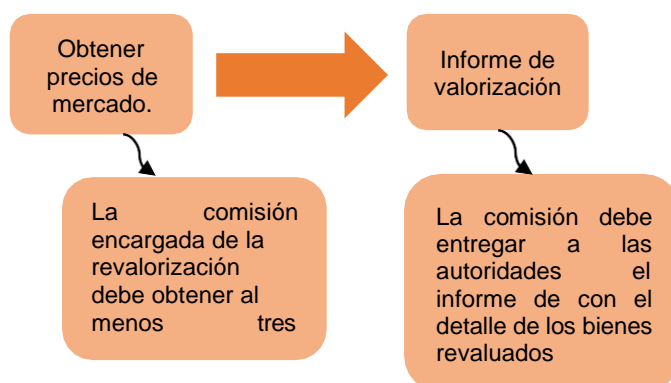 Obtener
precios de
mercado.
Informe de
valorización
La comisión
encargada de la
revalorización
debe obtener al
menos tres
La comisión debe
entregar a las
autoridades el
informe de con el
detalle de los bienes
revaluados